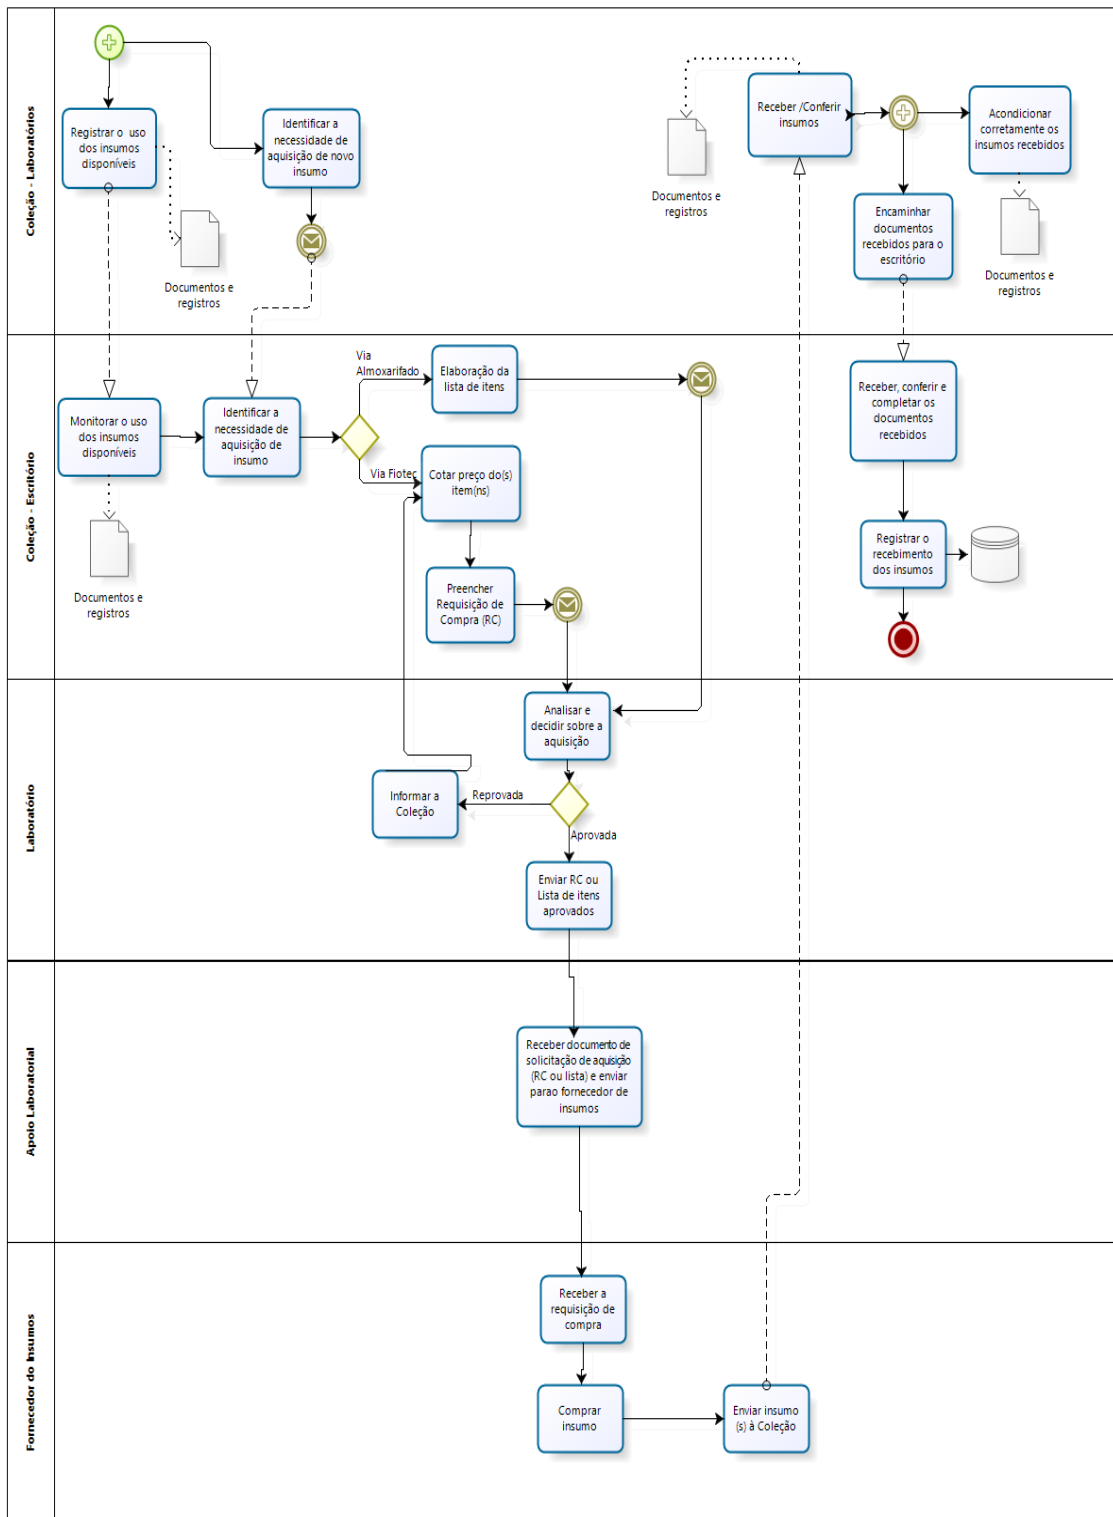 Coleção - Laboratórios
Registrar o uso
dos insumos
disponíveis
Identificar a
necessidade de
aquisição de novo
insumo
Documentos e
registros
Receber /Conferir
insumos
Documentos e
registros
Acondicionar
corretamente os
insumos recebidos
Encaminhar
documentos
recebidos para o
escritório
Documentos e
registros
Coleção - Escritório
Monitorar o uso
dos insumos
disponíveis
Documentos e
registros
Identificar a
necessidade de
aquisição de
insumo
Via
Almoxarifado
Elaboração da
lista de itens
Via Fiotec
Cotar preço do(s)
item(ns)
Preencher
Requisição de
Compra (RC)
Receber, conferir e
completar os
documentos
recebidos
Registrar o
recebimento
dos insumos
Laboratório
Analisar e
decidir sobre a
aquisição
Reprovada
Informar a
Coleção
Aprovada
Enviar RC ou
Lista de itens
aprovados
Apoio Laboratorial
Receber documento de
solicitação de aquisição
(RC ou lista) e enviar
parao fornecedor de
insumos
Fornecedor do Insumos
Receber a
requisição de
compra
Comprar
insumo
Enviar insumo
(s) à Coleção